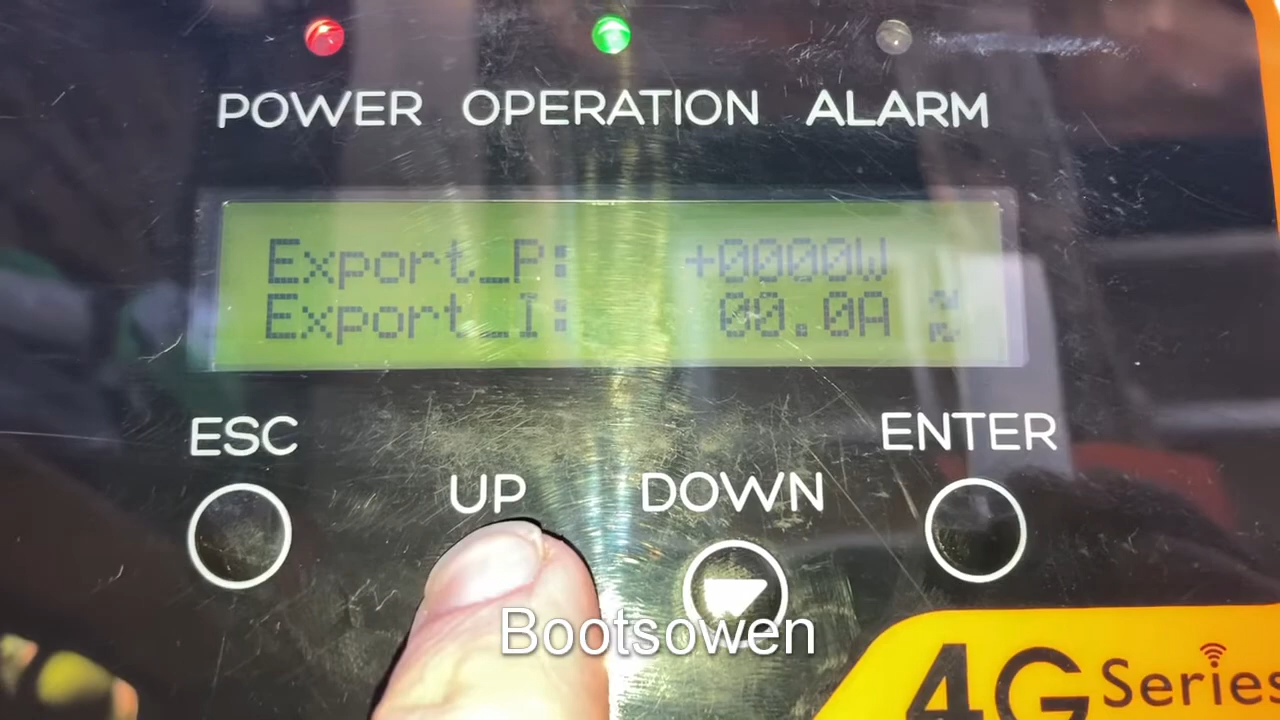 POWER OPERATION ALARM
Export_P: +0000W
Export_I: 00.0A
ESC
ENTER
UP
DOWN
Bootsowen
4G Series